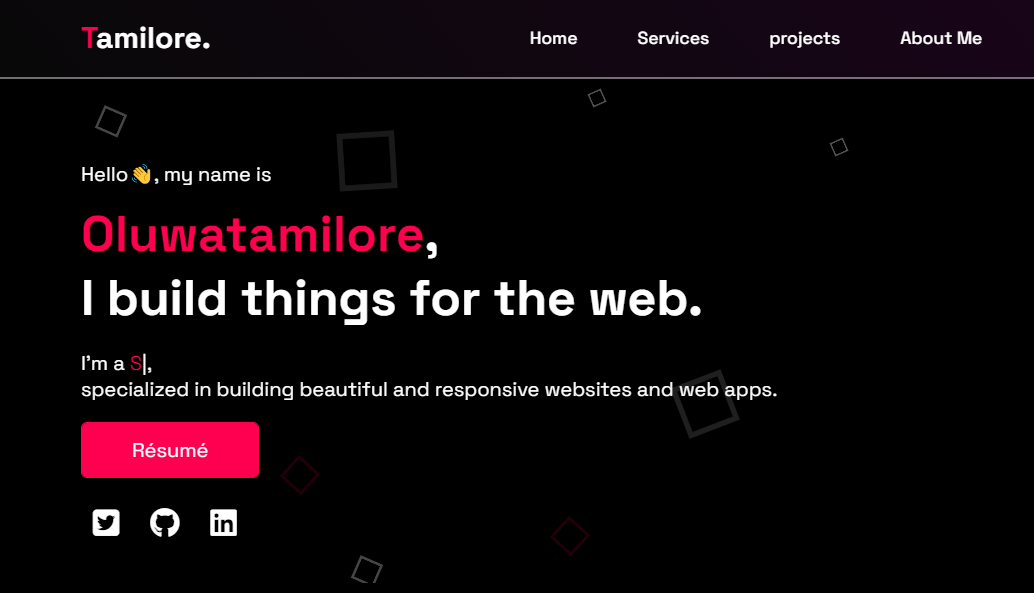 Tamilore.
Home Services projects About Me
Hello 👋, my name is
Oluwatamilore,
I build things for the web.
I'm a S|,
specialized in building beautiful and responsive websites and web apps.
Résumé
in